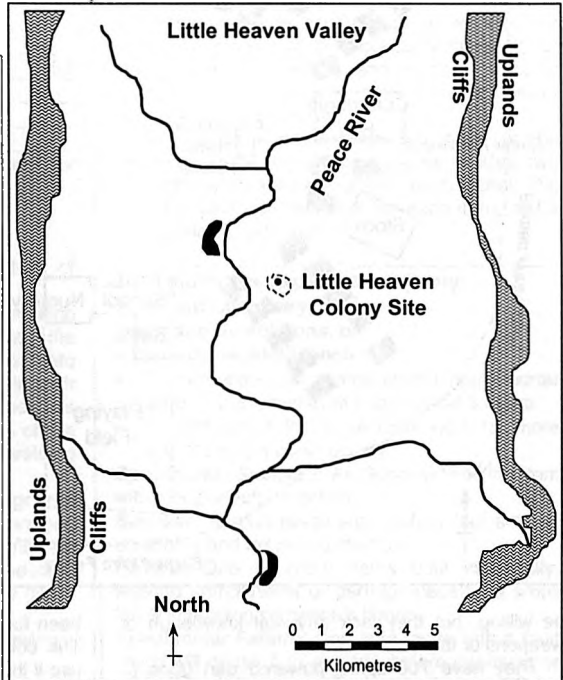 Little Heaven Valley
Uplands
Cliffs
Peace River
Little Heaven
Colony Site
Uplands
Cliffs
North
0 1 2 3 4 5
Kilometres